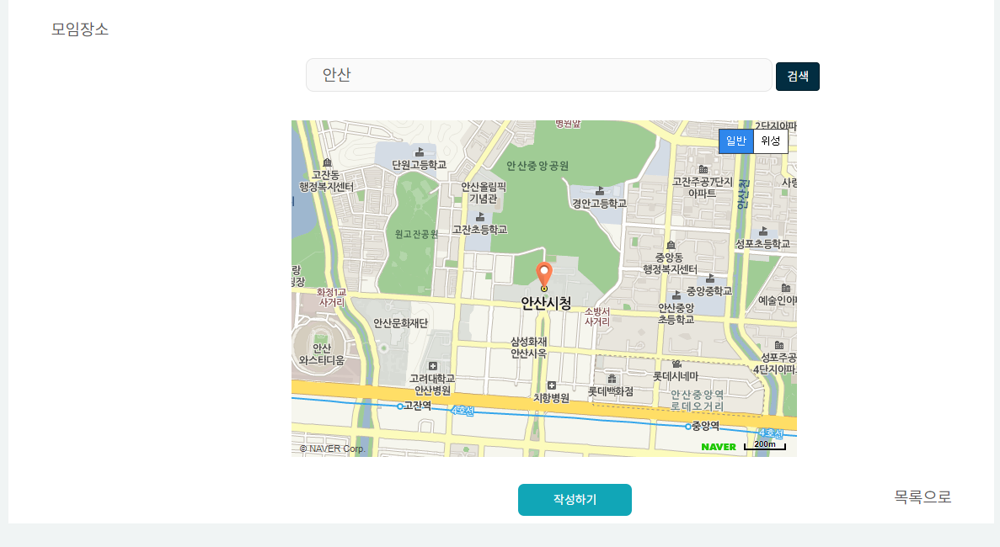 모임장소
안산
검색
병원앞
2단지아파
일반
위성
단원고등학교
안산중앙공원
고잔동
행정복지센터
안산올림픽
기념관
고잔주공7단지
아파트
사랑
안산천
경안고등학교
원고잔공원
고잔초등학교
성포초등학교
중앙동
행정복지센터
랑
장
화정1교
사거리
중앙중학교
안산시청
예술인아
소방서
사거리
안산중앙
초등학교
안산문화재단
안산
와스티디움
삼성화재
안산시옥
성포주공
4단지아파
롯데시네마
고려대학교
안산병원
치항병원
롯데백화점
안산중앙역
로데오거리
고잔역
4호선
중앙역
4호선
© NAVER Corp.
NAVER
200m
작성하기
목록으로